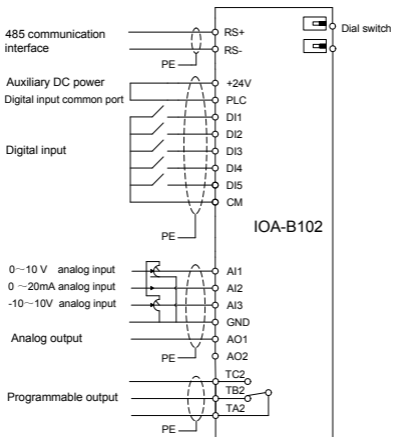 485 communication
interface
RS+
RS-
PE
Dial switch
Auxiliary DC power
Digital input common port
Digital input
+24V
PLC
DI1
DI2
DI3
DI4
DI5
CM
PE
IOA-B102
0～10 V analog input
0 ～20mA analog input
-10～10V analog input
Analog output
AI1
AI2
AI3
GND
AO1
AO2
PE
Programmable output
TC2
TB2
TA2
PE